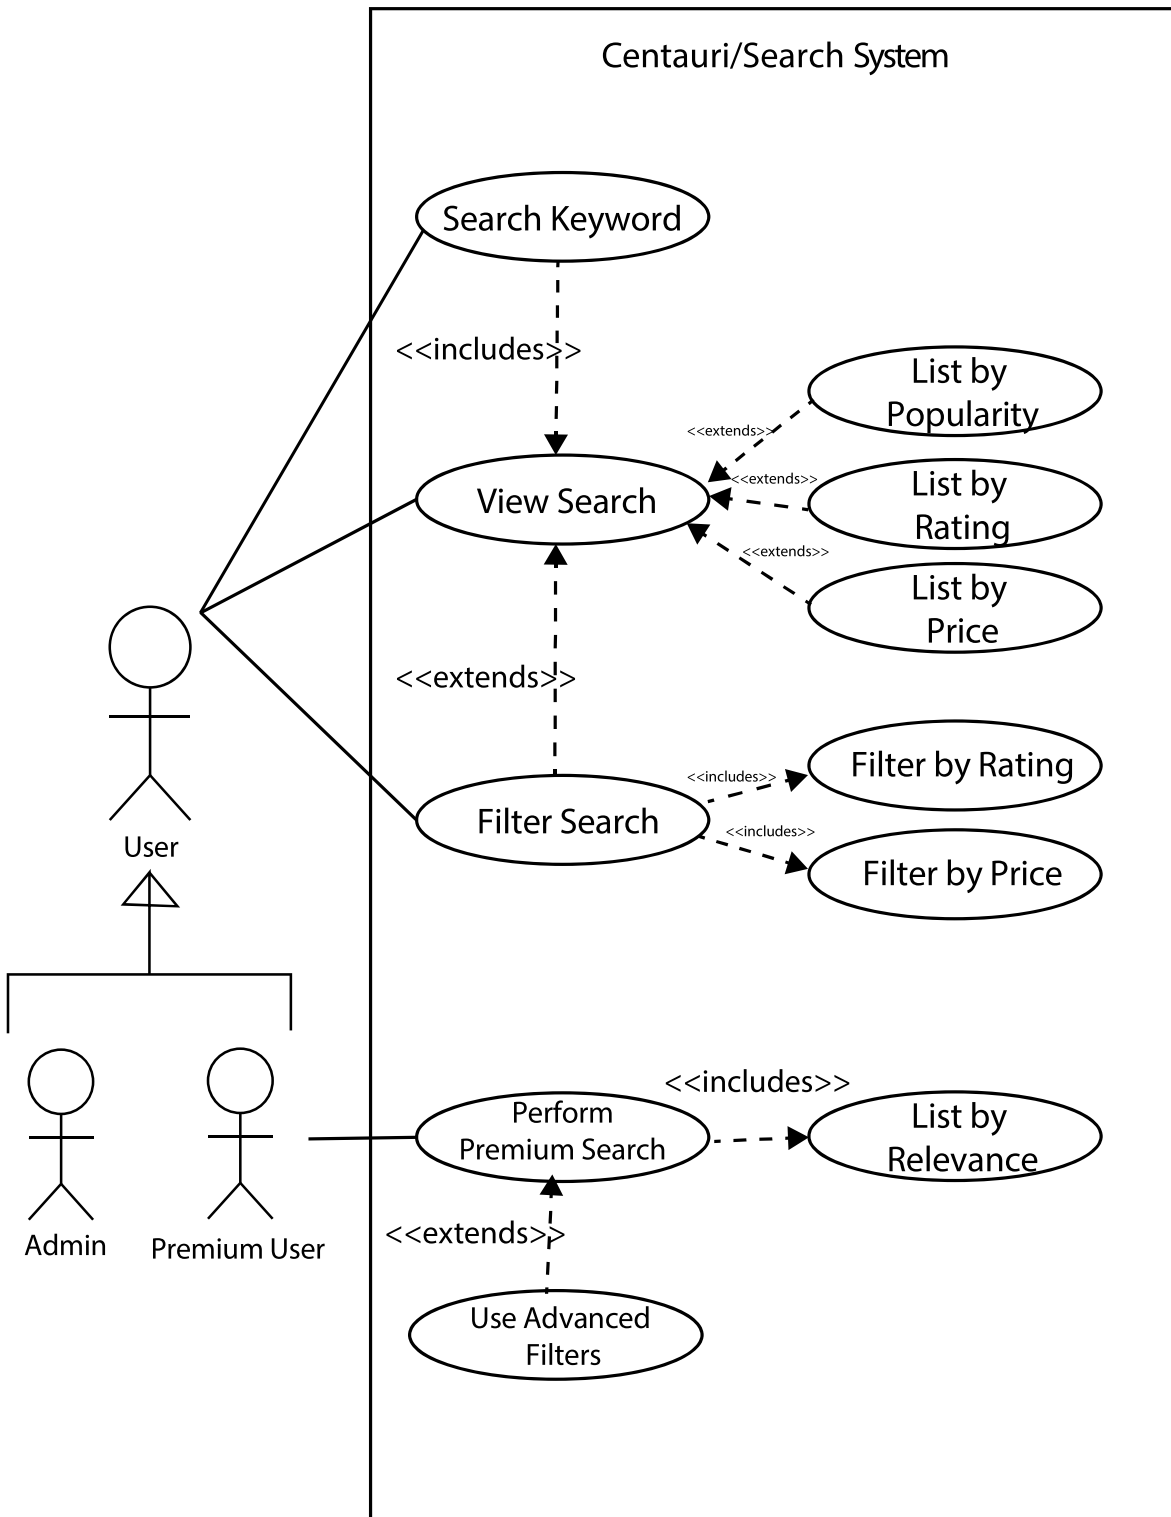 Centauri/Search System
Search Keyword
<<includes>>
List by
Popularity
<<extends>>
View Search
<<extends>>
List by
Rating
<<extends>>
List by
Price
<<extends>>
Filter Search
<<includes>>
Filter by Rating
<<includes>>
Filter by Price
User
Admin
Premium User
Perform
Premium Search
<<includes>>
List by
Relevance
<<extends>>
Use Advanced
Filters